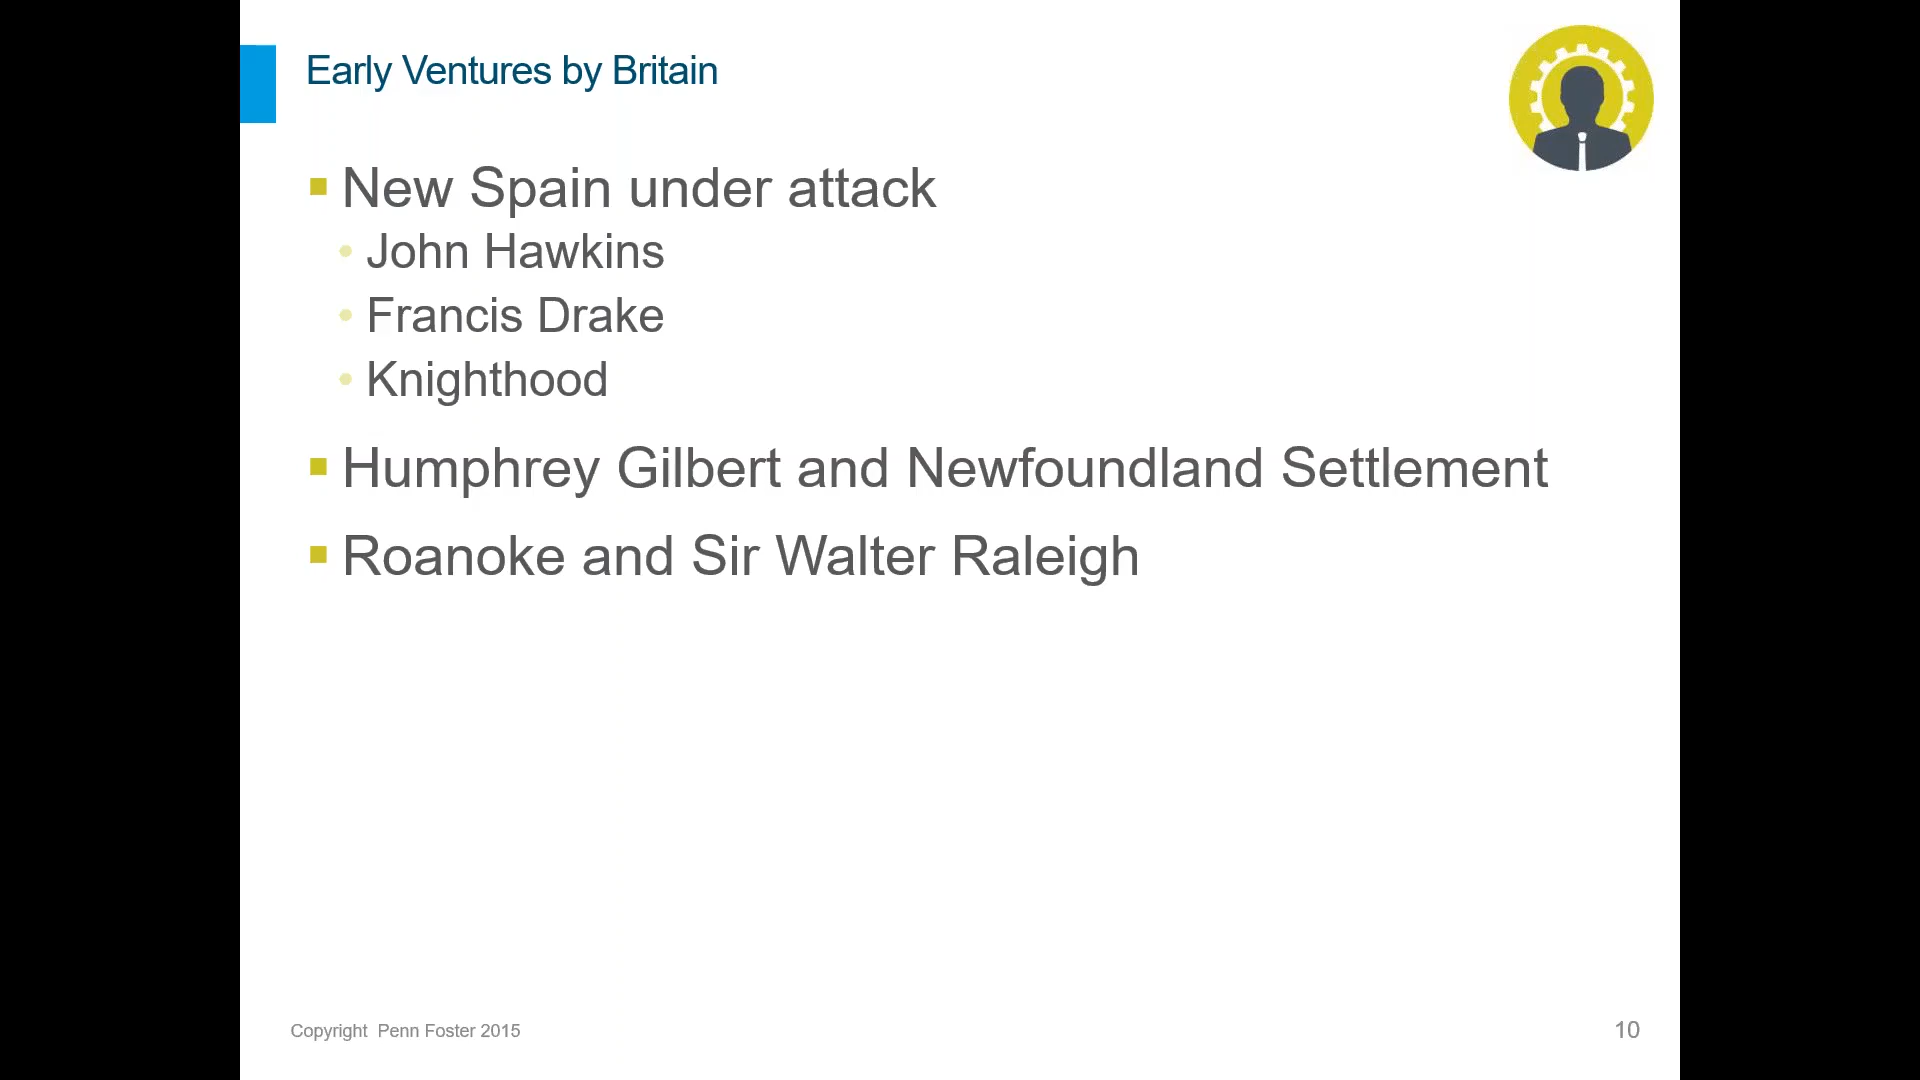 Early Ventures by Britain
New Spain under attack
John Hawkins
Francis Drake
Knighthood
Humphrey Gilbert and Newfoundland Settlement
Roanoke and Sir Walter Raleigh
Copyright Penn Foster 2015
10